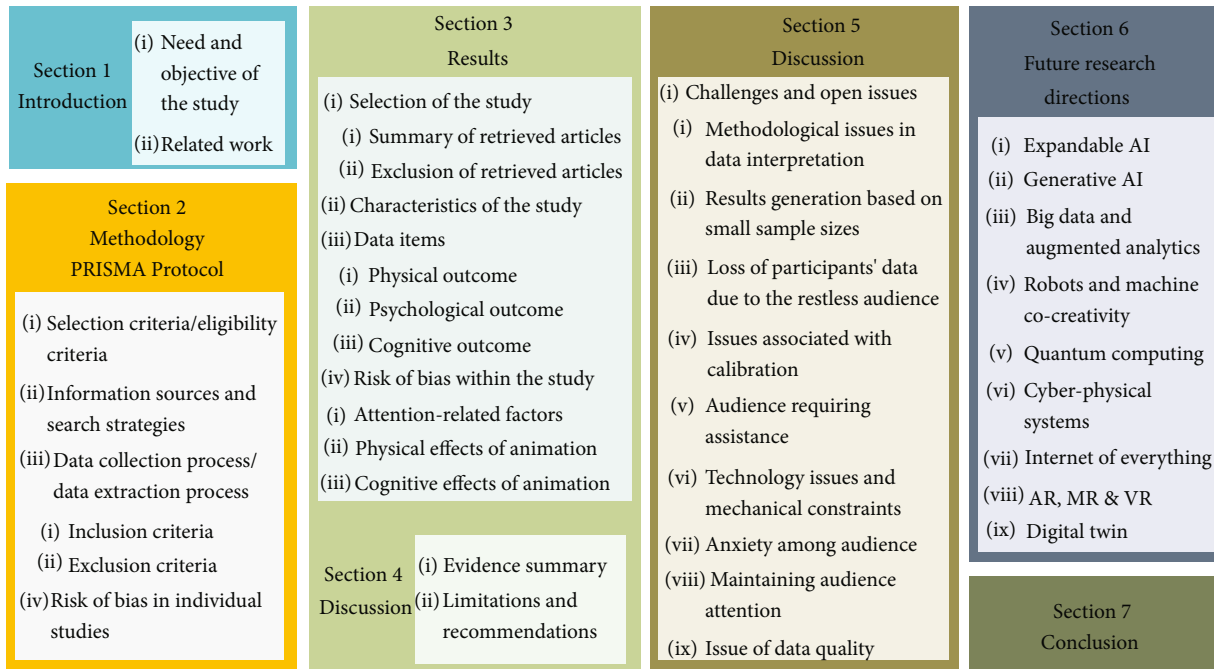 Section 1
Introduction
(i) Need and
objective of
the study
(ii) Related work
Section 2
Methodology
PRISMA Protocol
(i) Selection criteria/eligibility
criteria
(ii) Information sources and
search strategies
(iii) Data collection process/
data extraction process
(i) Inclusion criteria
(ii) Exclusion criteria
(iv) Risk of bias in individual
studies
Section 3
Results
(i) Selection of the study
(i) Summary of retrieved articles
(ii) Exclusion of retrieved articles
(ii) Characteristics of the study
(iii) Data items
(i) Physical outcome
(ii) Psychological outcome
(iii) Cognitive outcome
(iv) Risk of bias within the study
(i) Attention-related factors
(ii) Physical effects of animation
(iii) Cognitive effects of animation
Section 4
Discussion
(i) Evidence summary
(ii) Limitations and
recommendations
Section 5
Discussion
(i) Challenges and open issues
(i) Methodological issues in
data interpretation
(ii) Results generation based on
small sample sizes
(iii) Loss of participants' data
due to the restless audience
(iv) Issues associated with
calibration
(v) Audience requiring
assistance
(vi) Technology issues and
mechanical constraints
(vii) Anxiety among audience
(viii) Maintaining audience
attention
(ix) Issue of data quality
Section 6
Future research
directions
(i) Expandable AI
(ii) Generative AI
(iii) Big data and
augmented analytics
(iv) Robots and machine
co-creativity
(v) Quantum computing
(vi) Cyber-physical
systems
(vii) Internet of everything
(viii) AR, MR & VR
(ix) Digital twin
Section 7
Conclusion